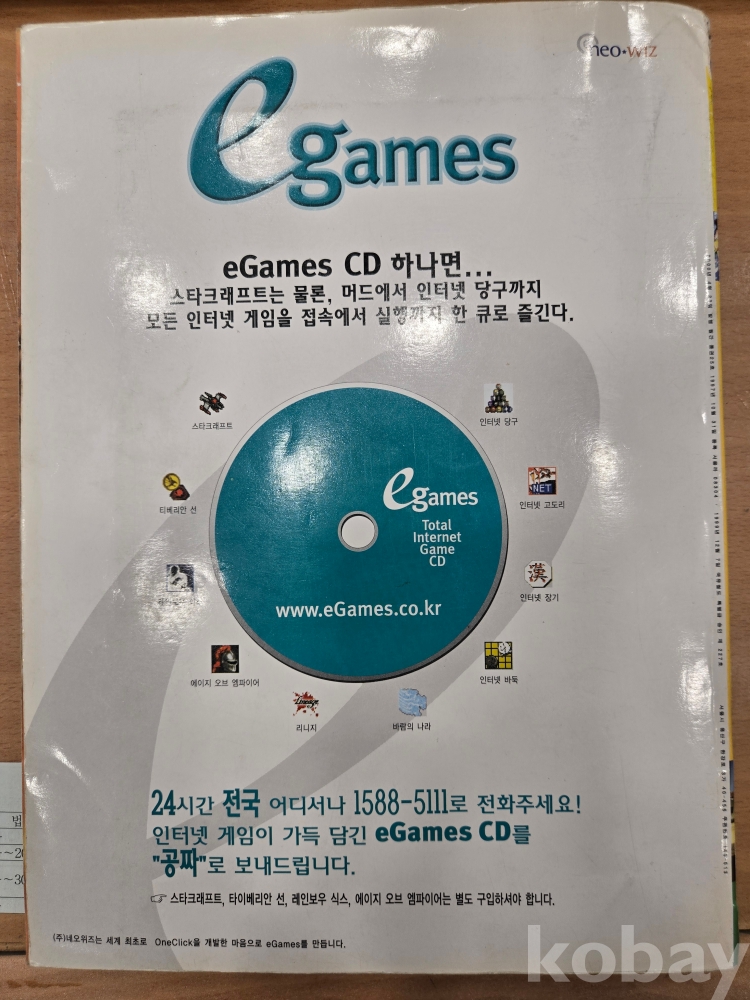 neo·wiz
egames
eGames CD 하나면...
스타크래프트는 물론, 머드에서 인터넷 당구까지
모든 인터넷 게임을 접속에서 실행까지 한 큐로 즐긴다.
스타크래프트
인터넷 당구
티베리안 선
NET
인터넷 고도리
egames
Total
Internet
Game
CD
www.eGames.co.kr
漢
인터넷 장기
에이지 오브 엠파이어
인터넷 바둑
Lineage
리니지
바람의 나라
24시간 전국 어디서나 1588-5111로 전화주세요!
인터넷 게임이 가득 담긴 eGames CD를
"공짜"로 보내드립니다.
☞ 스타크래프트, 타이베리안 선, 레인보우 식스, 에이지 오브 엠파이어는 별도 구입하셔야 합니다.
(주)네오위즈는 세계 최초로 OneClick을 개발한 마음으로 eGames를 만듭니다.
법
kobay